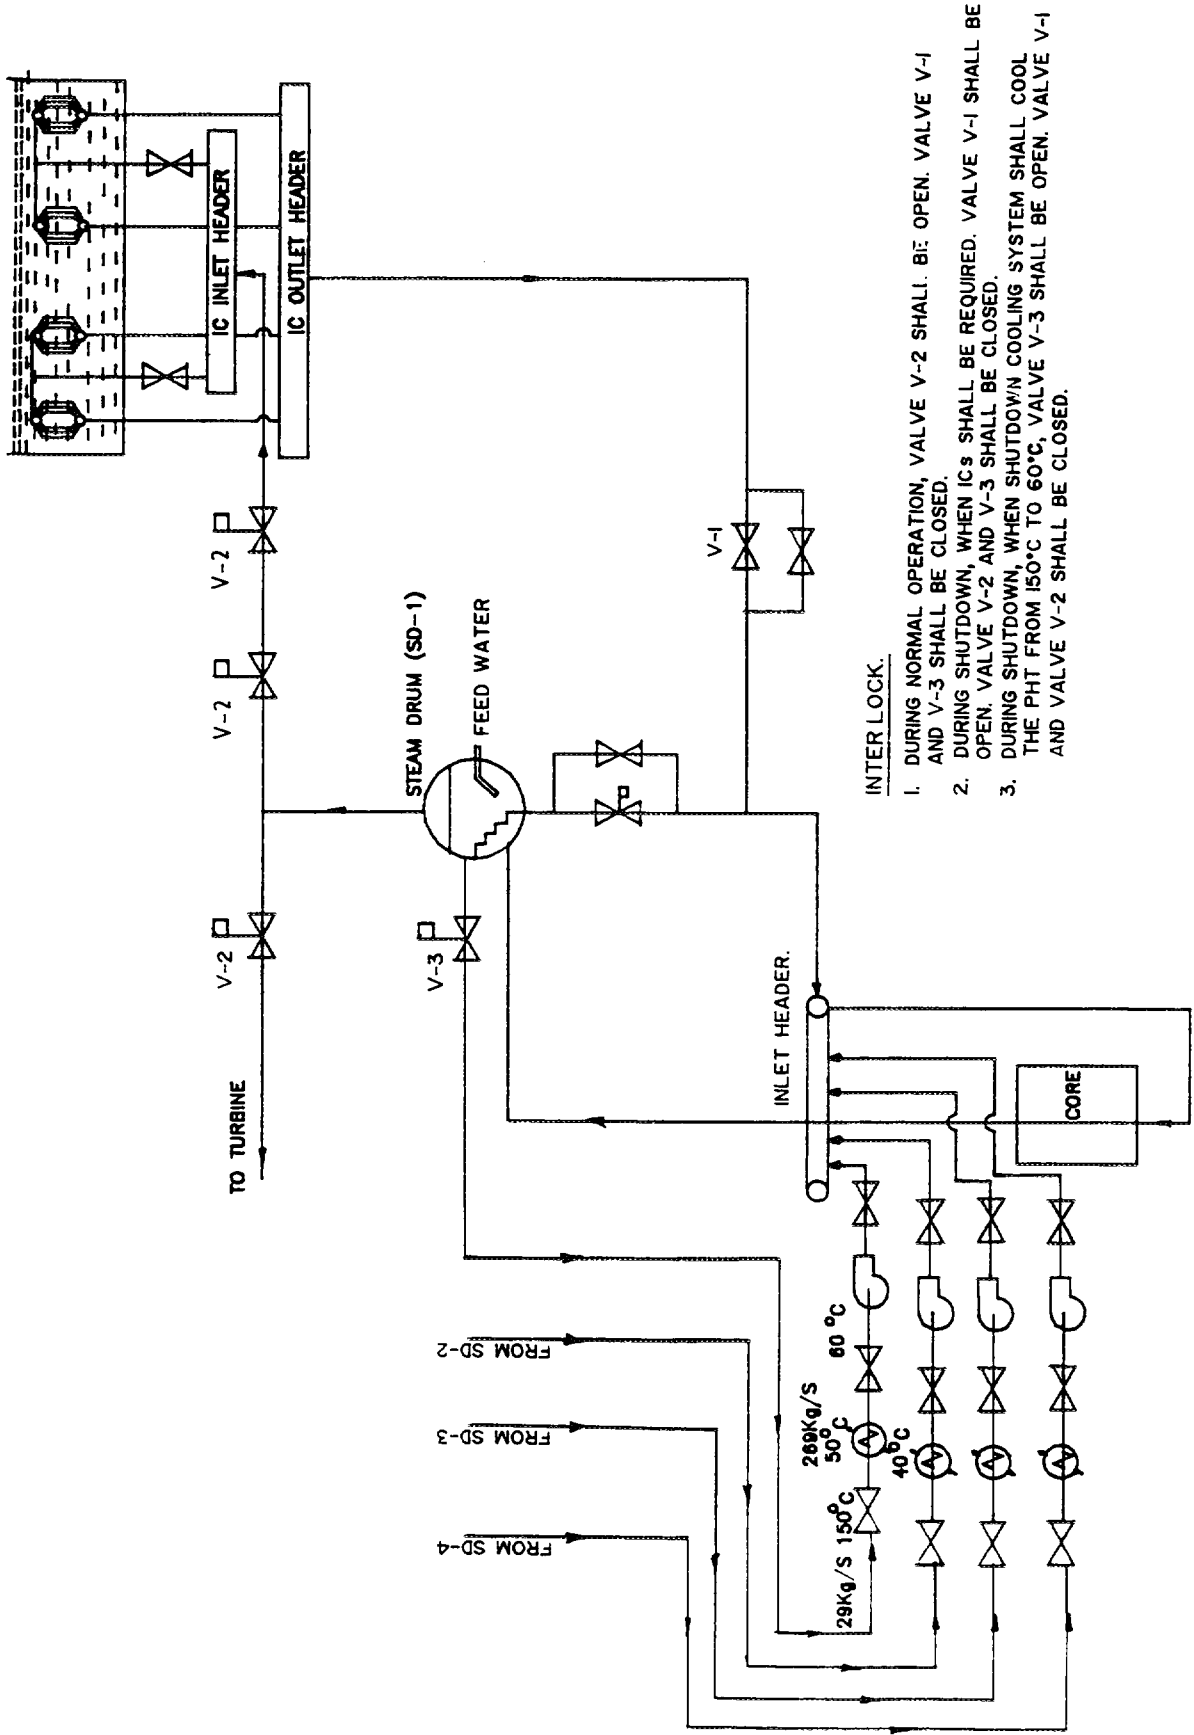 TO TURBINE
V-2
V-2
V-2
STEAM DRUM (SD-1)
FEED WATER
V-3
IC INLET HEADER
IC OUTLET HEADER
V-1
FROM SD-2
FROM SD-3
FROM SD-4
INLET HEADER.
CORE
60 °C
269Kg/S
50°C
40°C
29Kg/S 150°C
INTER LOCK.
1. DURING NORMAL OPERATION, VALVE V-2 SHALL BE OPEN. VALVE V-1
AND V-3 SHALL BE CLOSED.
2. DURING SHUTDOWN, WHEN ICs SHALL BE REQUIRED. VALVE V-1 SHALL BE
OPEN. VALVE V-2 AND V-3 SHALL BE CLOSED.
3. DURING SHUTDOWN, WHEN SHUTDOWN COOLING SYSTEM SHALL COOL
THE PHT FROM 150°C TO 60°C, VALVE V-3 SHALL BE OPEN. VALVE V-1
AND VALVE V-2 SHALL BE CLOSED.